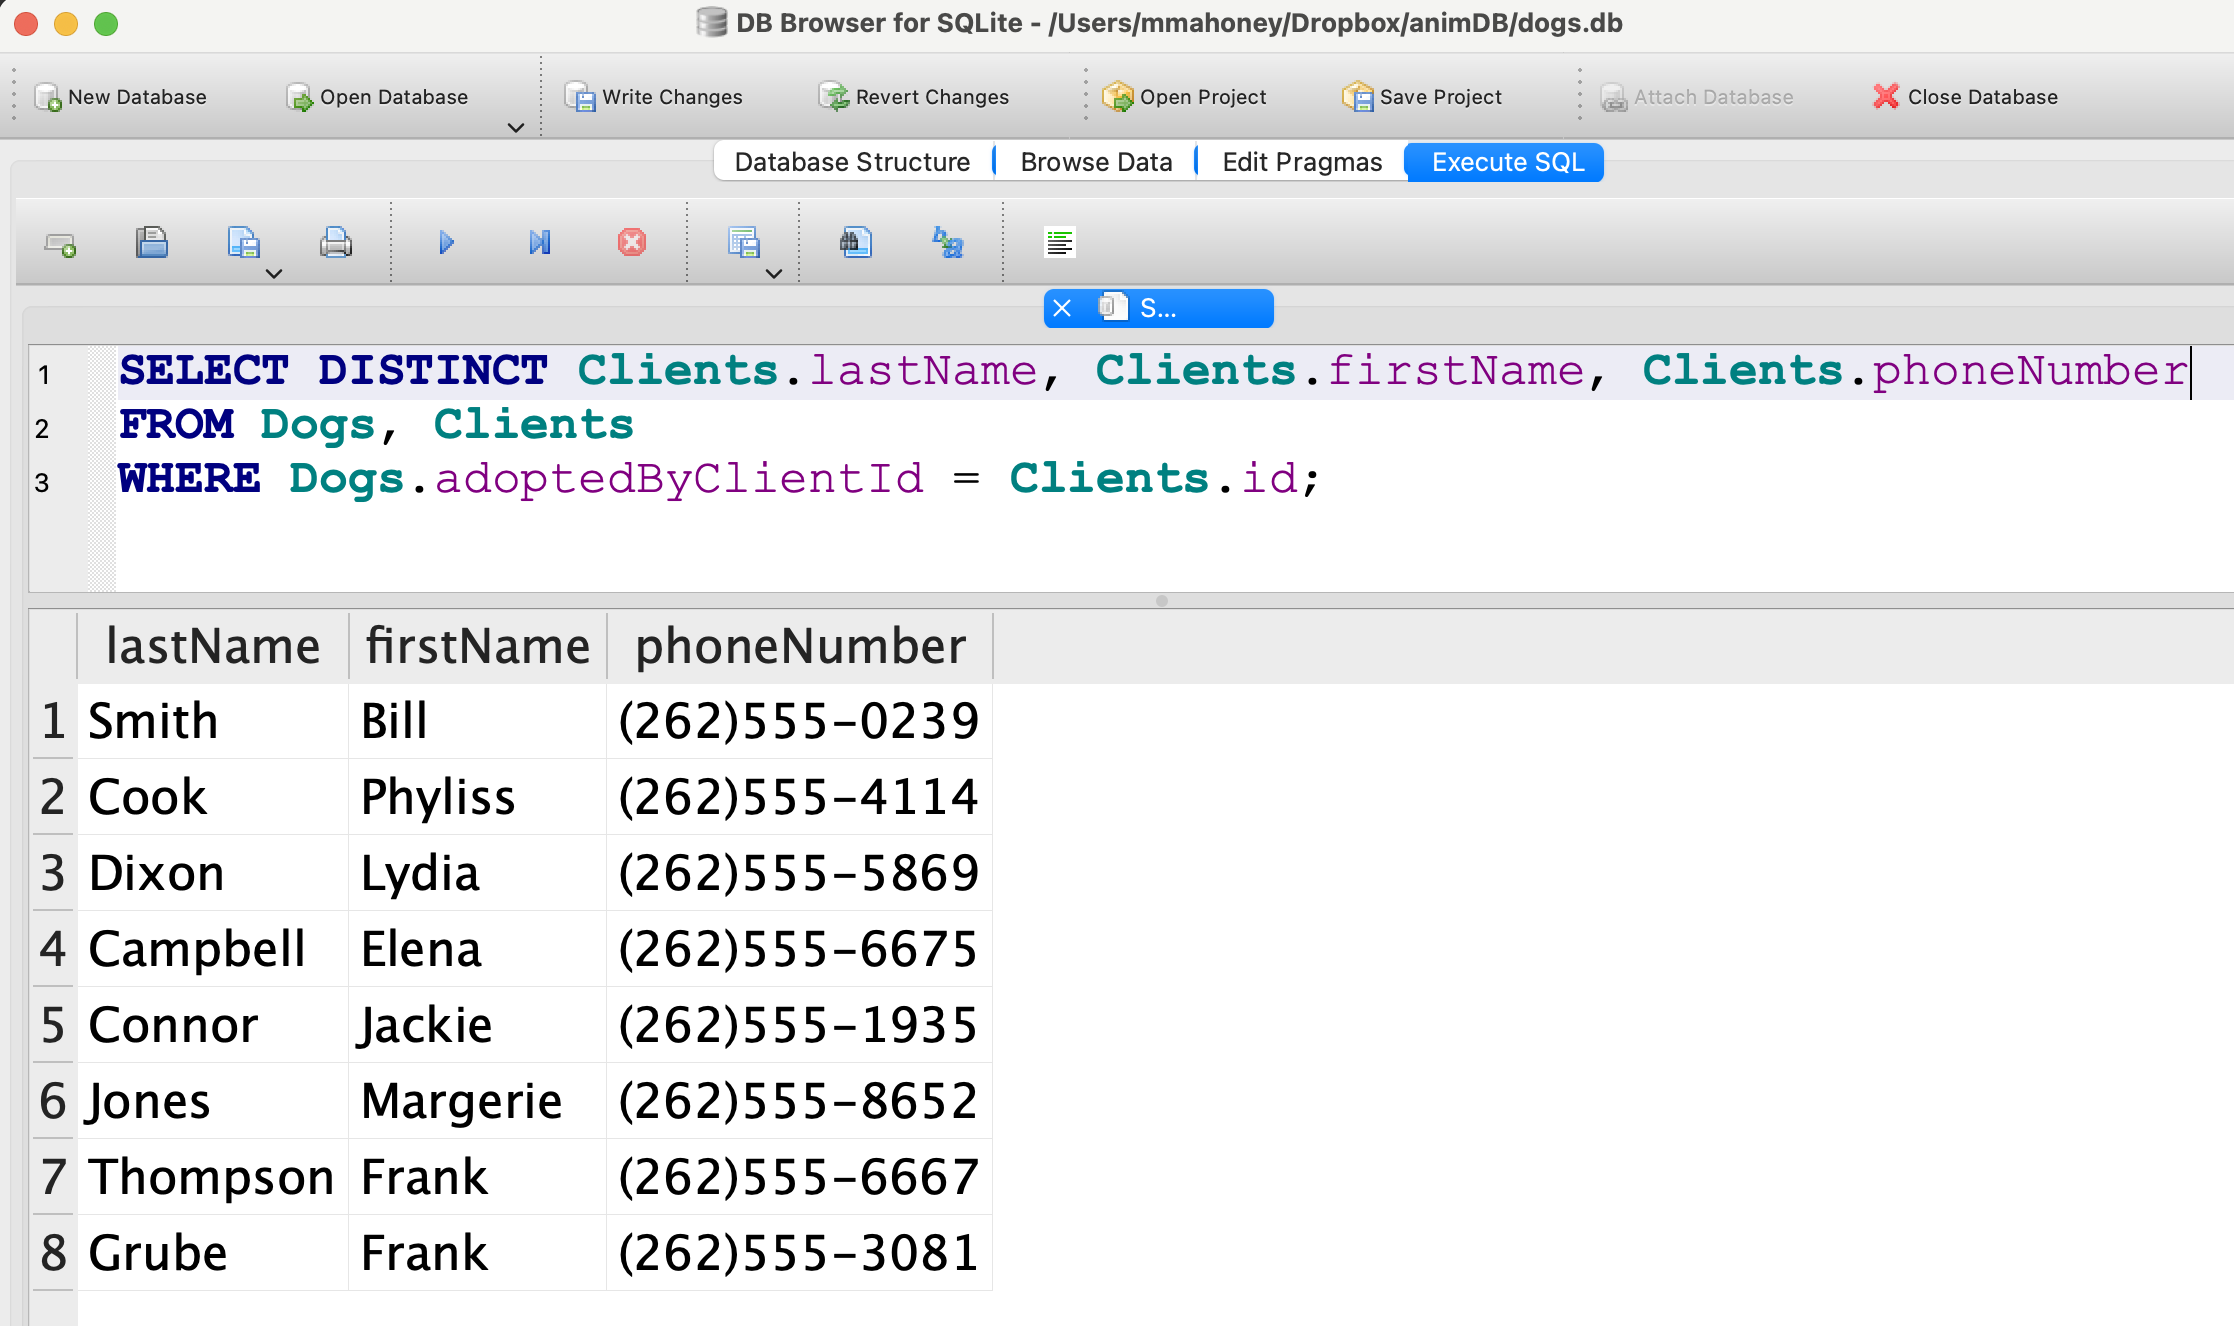 DB Browser for SQLite - /Users/mmahoney/Dropbox/animDB/dogs.db
New Database Open Database Write Changes Revert Changes Open Project Save Project Attach Database Close Database
Database Structure Browse Data Edit Pragmas Execute SQL
S...
1 SELECT DISTINCT Clients.lastName, Clients.firstName, Clients.phoneNumber
2 FROM Dogs, Clients
3 WHERE Dogs.adoptedByClientId = Clients.id;
lastName firstName phoneNumber
1 Smith Bill (262)555-0239
2 Cook Phyliss (262)555-4114
3 Dixon Lydia (262)555-5869
4 Campbell Elena (262)555-6675
5 Connor Jackie (262)555-1935
6 Jones Margerie (262)555-8652
7 Thompson Frank (262)555-6667
8 Grube Frank (262)555-3081